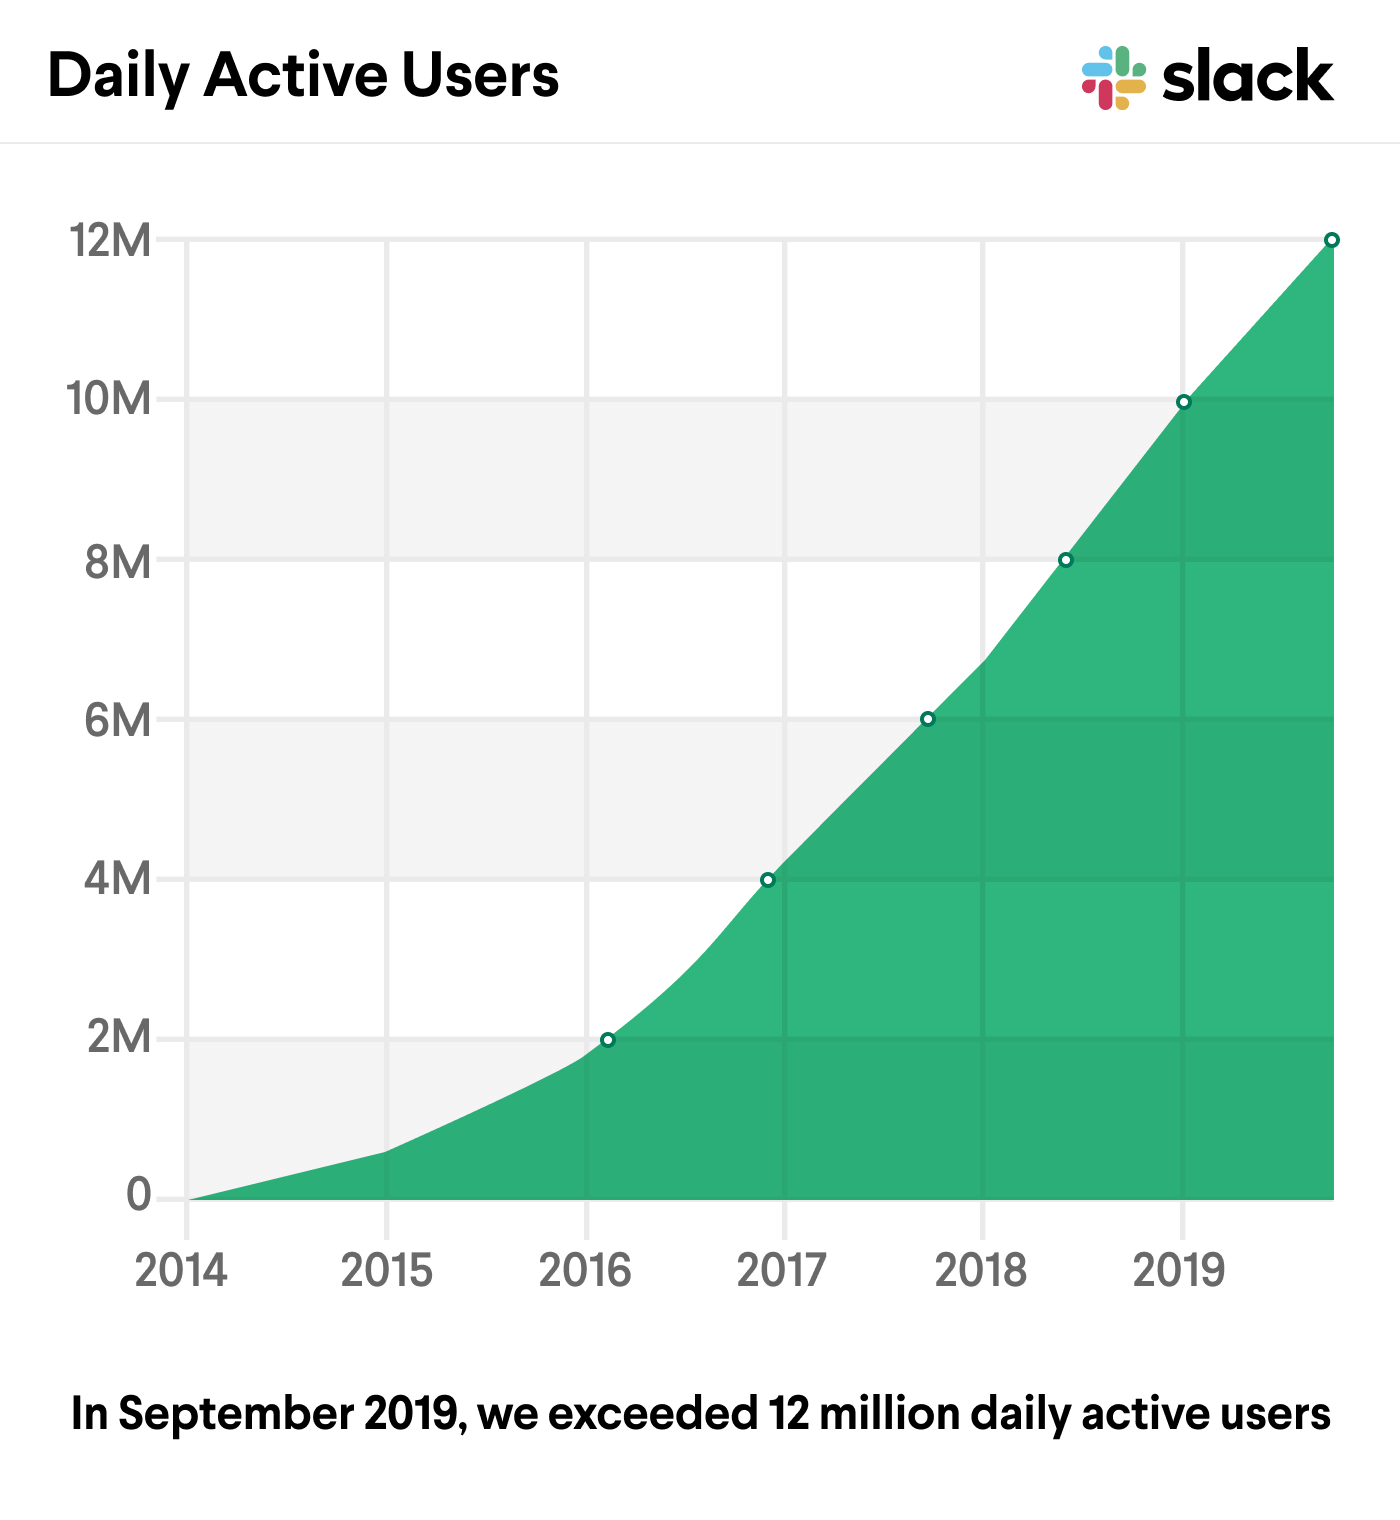 Daily Active Users
slack
12M
10M
8M
6M
4M
2M
0
2014 2015 2016 2017 2018 2019
In September 2019, we exceeded 12 million daily active users